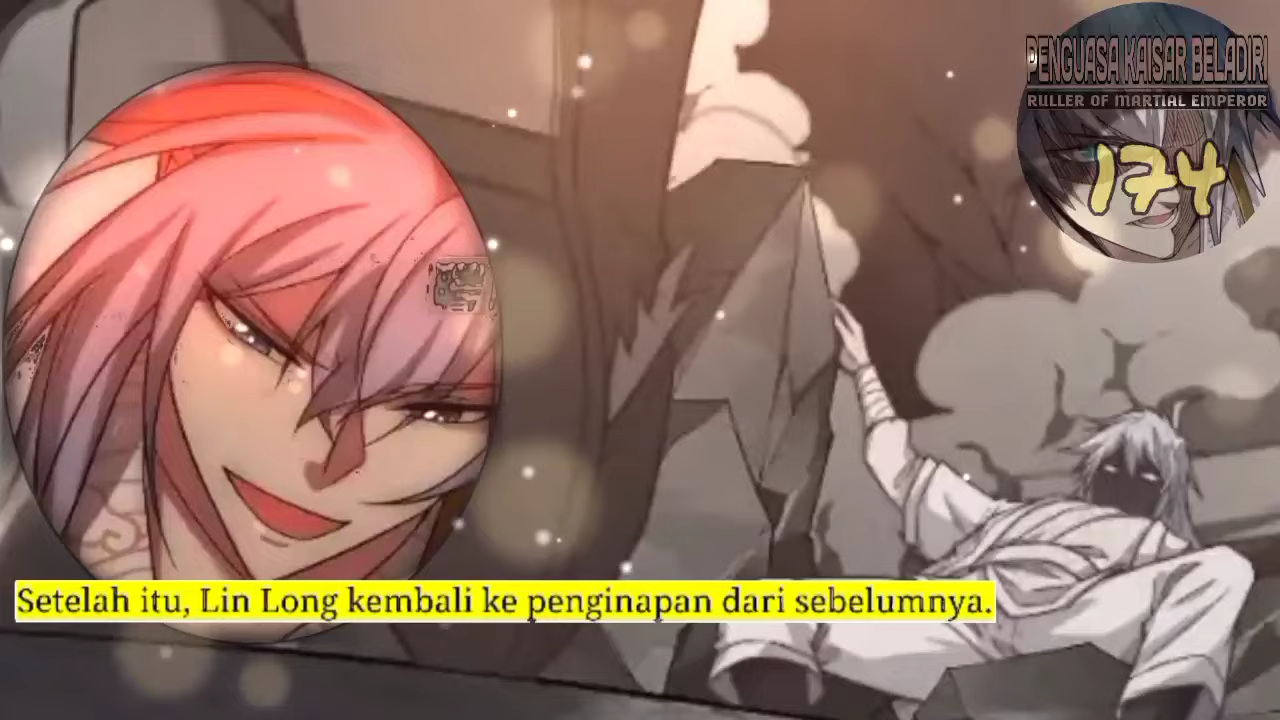 PENGUASA KAISAR BELADIRI
RULLER OF MARTIAL EMPEROR
174
Setelah itu, Lin Long kembali ke penginapan dari sebelumnya.